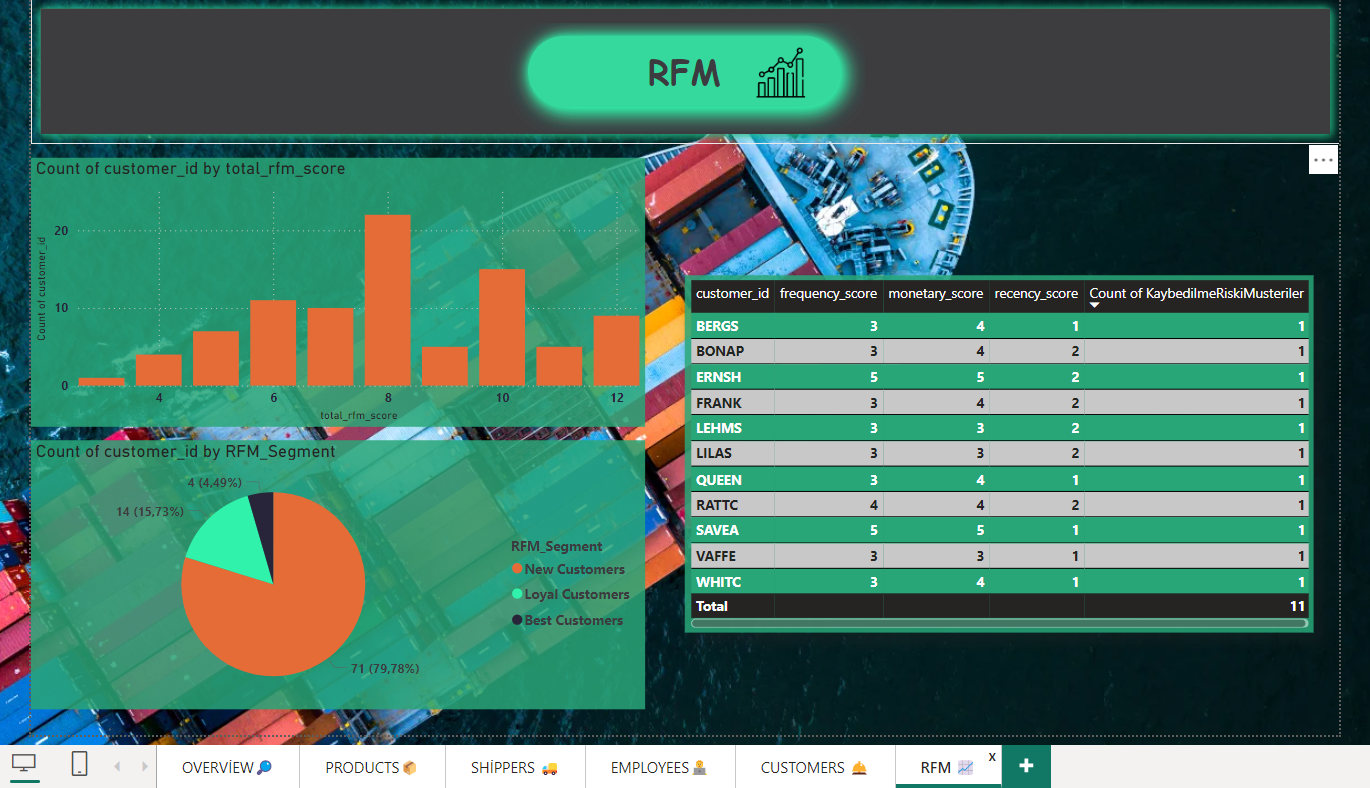 RFM
Count of customer_id by total_rfm_score
Count of customer_id
20
10
0
4
6
8
10
12
total_rfm_score
Count of customer_id by RFM_Segment
4 (4,49%)
14 (15,73%)
71 (79,78%)
RFM_Segment
New Customers
Loyal Customers
Best Customers
customer_id frequency_score monetary_score recency_score Count of KaybedilmeRiskiMusteriler
BERGS 3 4 1 1
BONAP 3 4 2 1
ERNSH 5 5 2 1
FRANK 3 4 2 1
LEHMS 3 3 2 1
LILAS 3 3 2 1
QUEEN 3 4 1 1
RATTC 4 4 2 1
SAVEA 5 5 1 1
VAFFE 3 3 1 1
WHITC 3 4 1 1
Total 11
OVERVİEW PRODUCTS SHİPPERS EMPLOYEES CUSTOMERS RFM X +